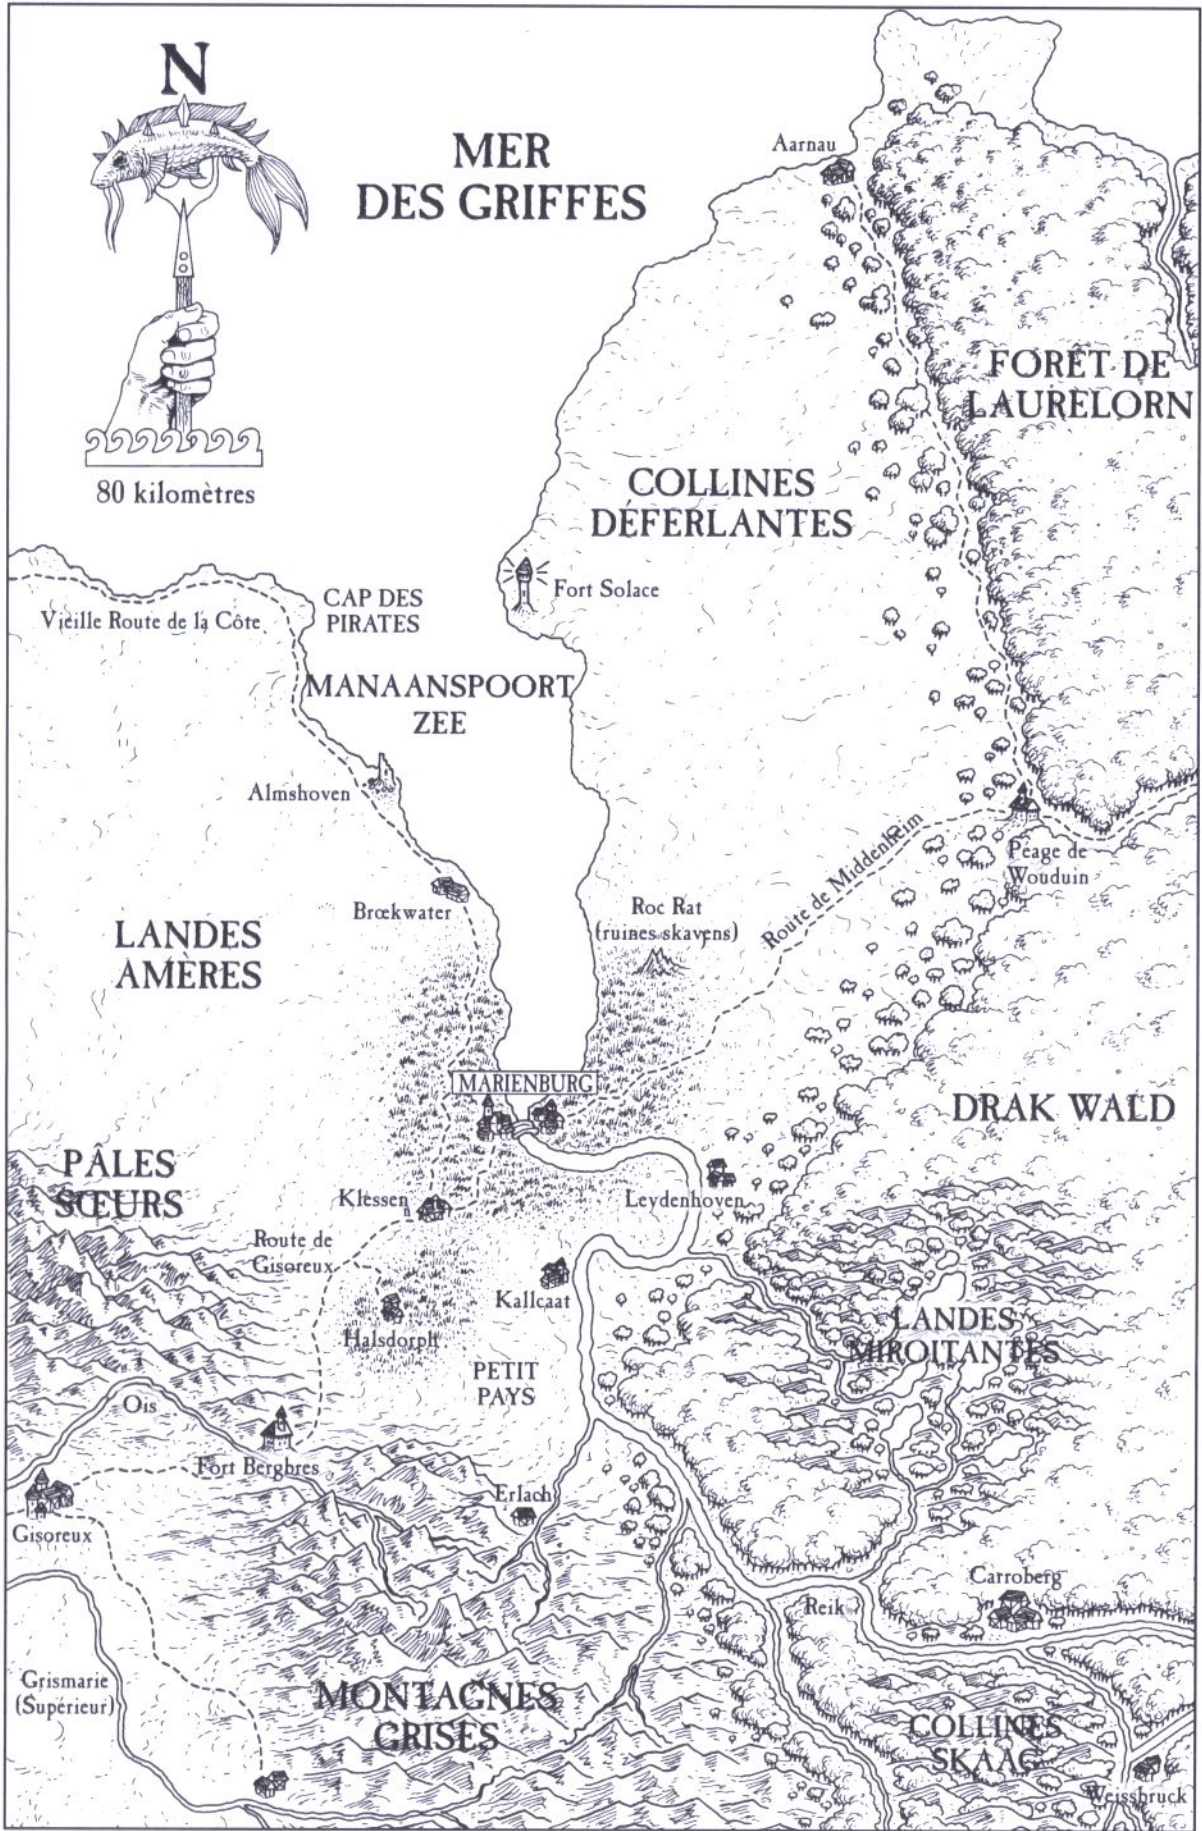 N
MER
DES GRIFFES
Aarnau
FORÊT DE
LAURELORN
80 kilomètres
COLLINES
DÉFERLANTES
Fort Solace
CAP DES
PIRATES
Vieille Route de la Côte
MANAANSPOORT
ZEE
Almshoven
Route de Middenheim
Péage de
Wouduin
Brœkwater
Roc Rat
(ruines skavens)
LANDES
AMÈRES
MARIENBURG
DRAK WALD
PÂLES
SŒURS
Klessen
Leydenhoven
Route de
Gisoreux
Kallcaat
Halsdorph
LANDES
MIROITANTES
PETIT
PAYS
Ois
Fort Bergbres
Erlach
Gisoreux
Carroberg
Reik
Grismarie
(Supérieur)
MONTAGNES
GRISES
COLLINES
SKAAG
Weissbruck